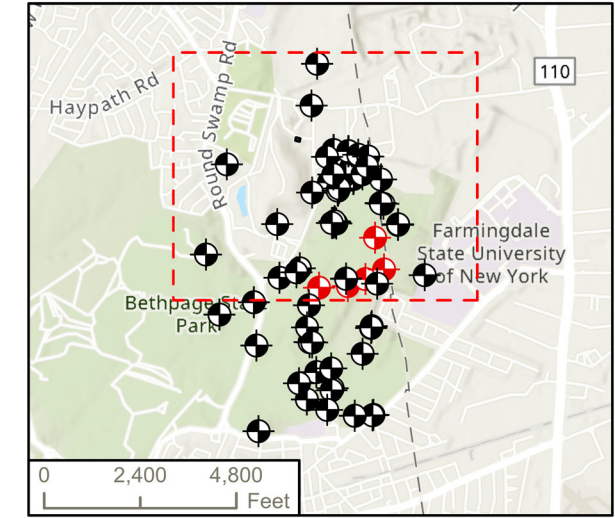 110
Haypath Rd
Round Swamp Rd
Farmingdale
State University
of New York
Bethpage State
Park
0 2,400 4,800
Feet